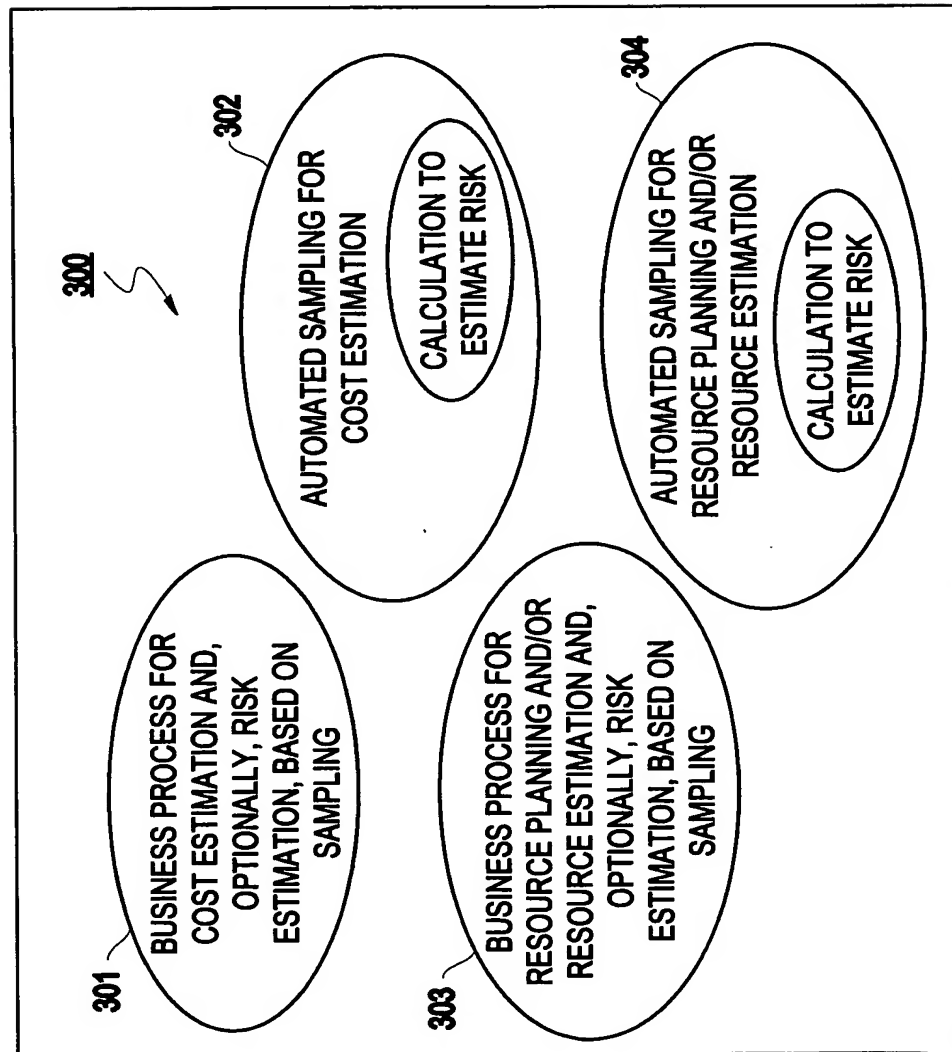 300
301
BUSINESS PROCESS FOR
COST ESTIMATION AND,
OPTIONALLY, RISK
ESTIMATION, BASED ON
SAMPLING
302
AUTOMATED SAMPLING FOR
COST ESTIMATION
CALCULATION TO
ESTIMATE RISK
303
BUSINESS PROCESS FOR
RESOURCE PLANNING AND/OR
RESOURCE ESTIMATION AND,
OPTIONALLY, RISK
ESTIMATION, BASED ON
SAMPLING
304
AUTOMATED SAMPLING FOR
RESOURCE PLANNING AND/OR
RESOURCE ESTIMATION
CALCULATION TO
ESTIMATE RISK